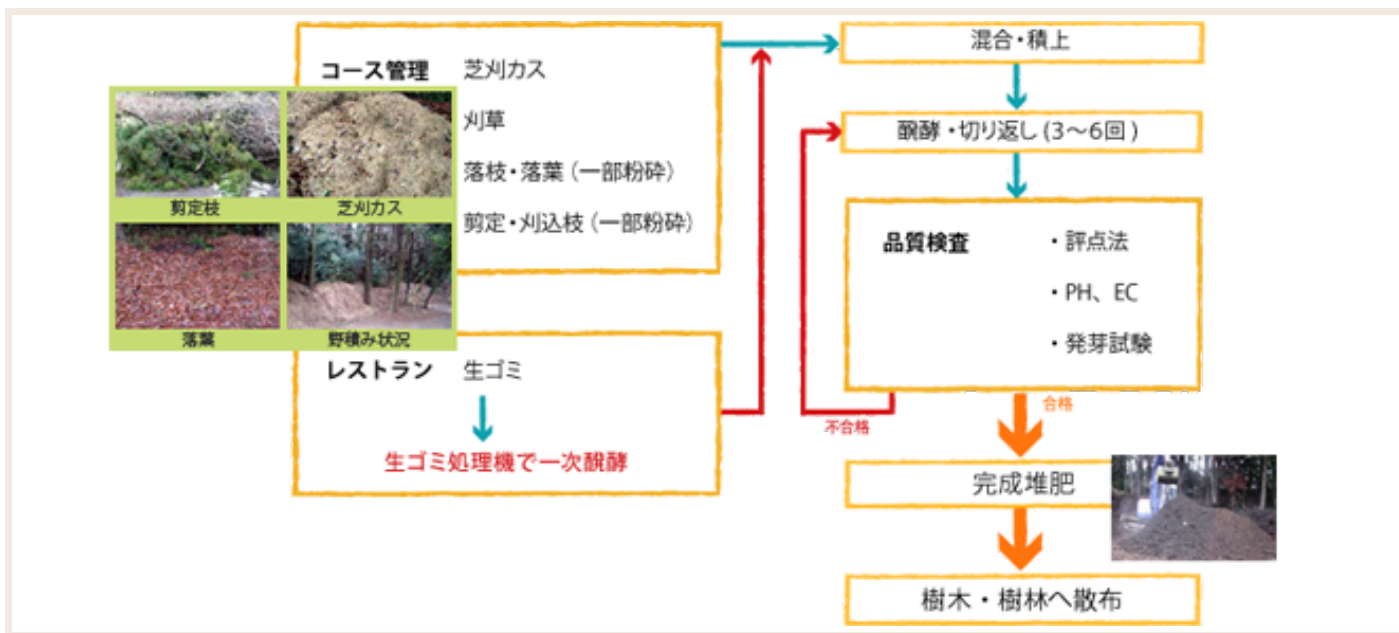 コース管理
芝刈カス
刈草
落枝・落葉（一部粉砕）
剪定・刈込枝（一部粉砕）
剪定枝
芝刈カス
落葉
野積み状況
レストラン
生ゴミ
生ゴミ処理機で一次醗酵
混合・積上
醗酵・切り返し(3〜6回)
品質検査
・評点法
・PH、EC
・発芽試験
不合格
合格
完成堆肥
樹木・樹林へ散布